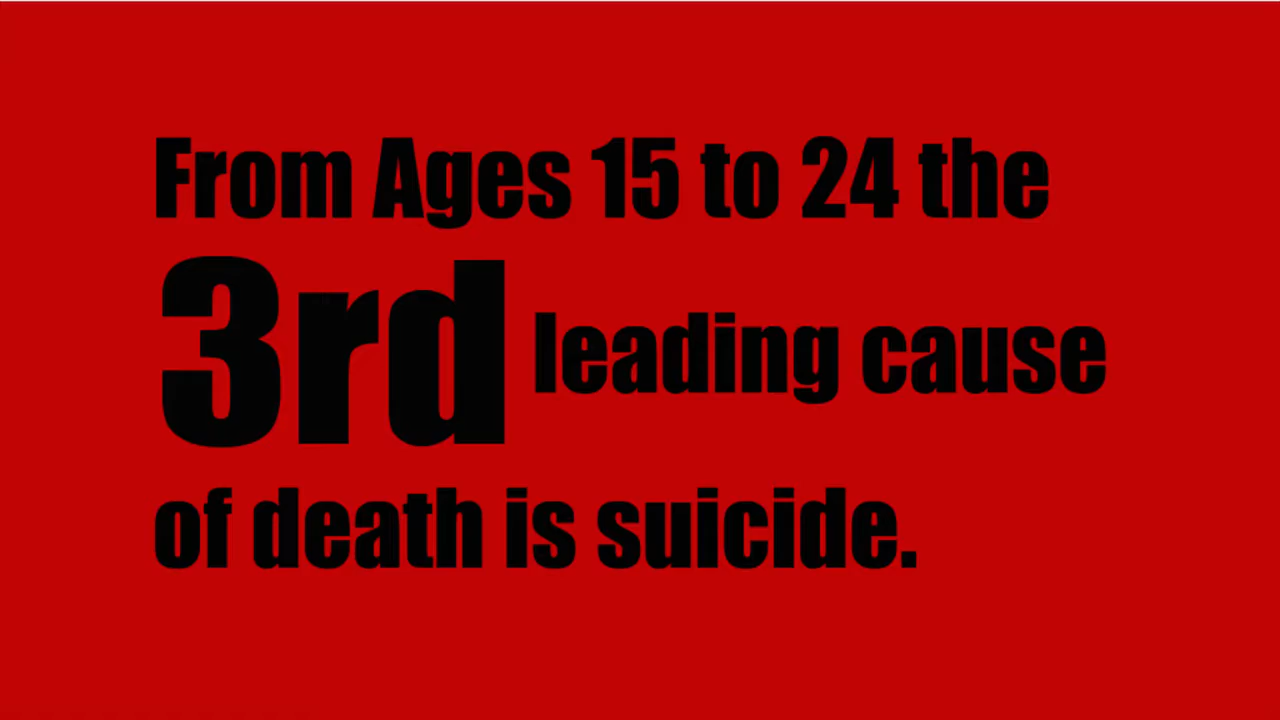 From Ages 15 to 24 the
3rd leading cause
of death is suicide.